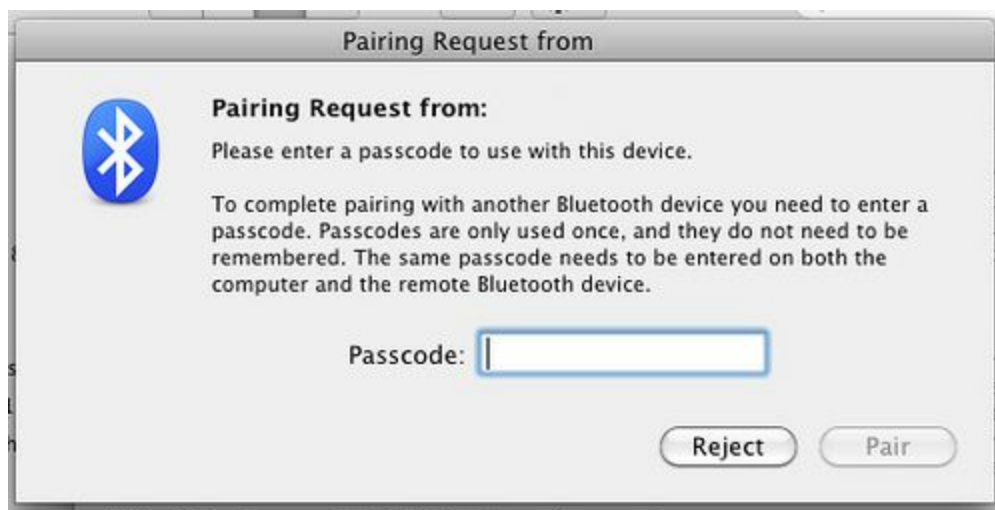 Pairing Request from
Pairing Request from:
Please enter a passcode to use with this device.
To complete pairing with another Bluetooth device you need to enter a
passcode. Passcodes are only used once, and they do not need to be
remembered. The same passcode needs to be entered on both the
computer and the remote Bluetooth device.
Passcode:
Reject
Pair